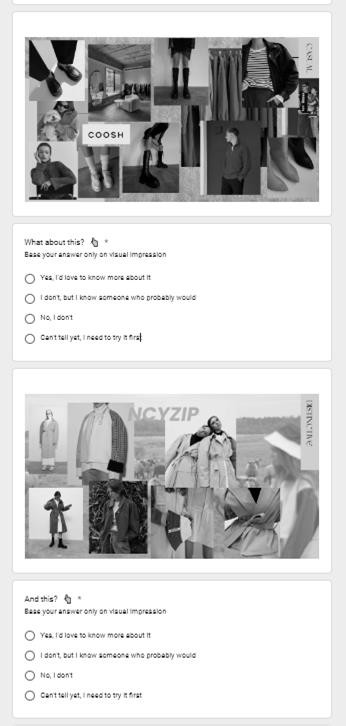 CASUAL
COOSH
What about this? *
Base your answer only on visual impression
Yes, I'd love to know more about it
I don't, but I know someone who probably would
No, I don't
Can't tell yet, I need to try it first
NCYZIP
DISTINCTIVE
And this? *
Base your answer only on visual impression
Yes, I'd love to know more about it
I don't, but I know someone who probably would
No, I don't
Can't tell yet, I need to try it first